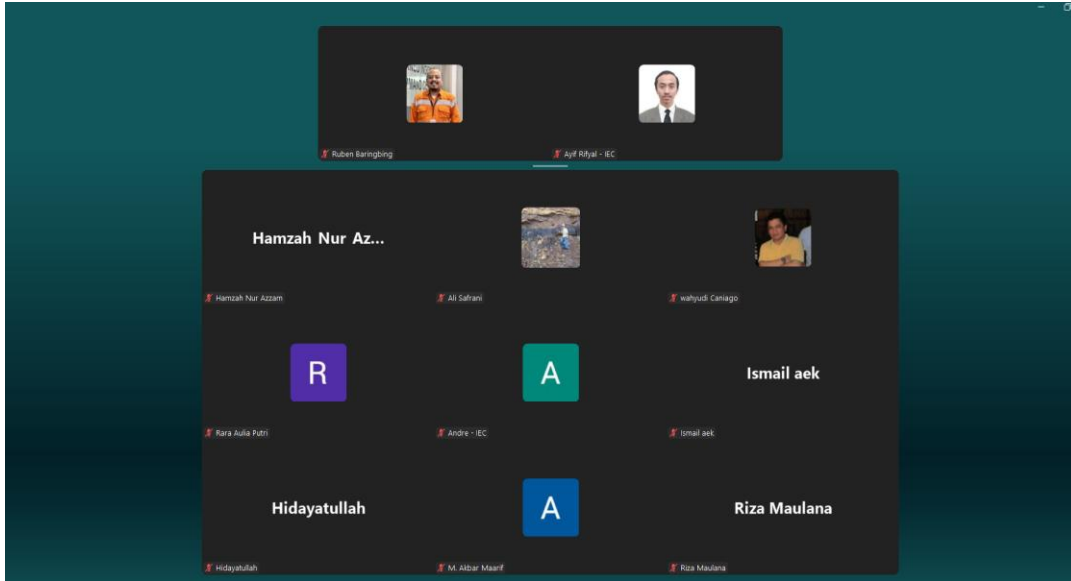 Ruben Baringbing
Ayif Rifyal - IEC
Hamzah Nur Az...
Hamzah Nur Azzam
Ali Safrani
wahyudi Caniago
R
A
Ismail aek
Rara Aulia Putri
Andre - IEC
Ismail aek
Hidayatullah
A
Riza Maulana
Hidayatullah
M. Akbar Maarif
Riza Maulana